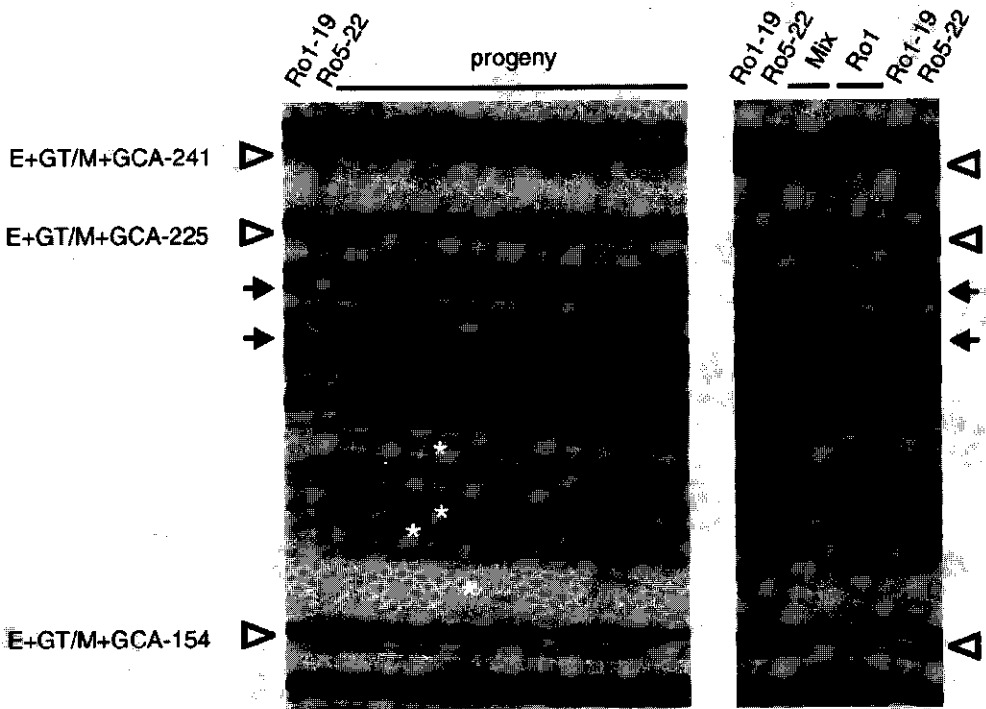 Ro1-19
Ro5-22
progeny
Ro1-19
Ro5-22
Mix
Ro1
Ro1-19
Ro5-22
E+GT/M+GCA-241
E+GT/M+GCA-225
*
*
*
*
E+GT/M+GCA-154